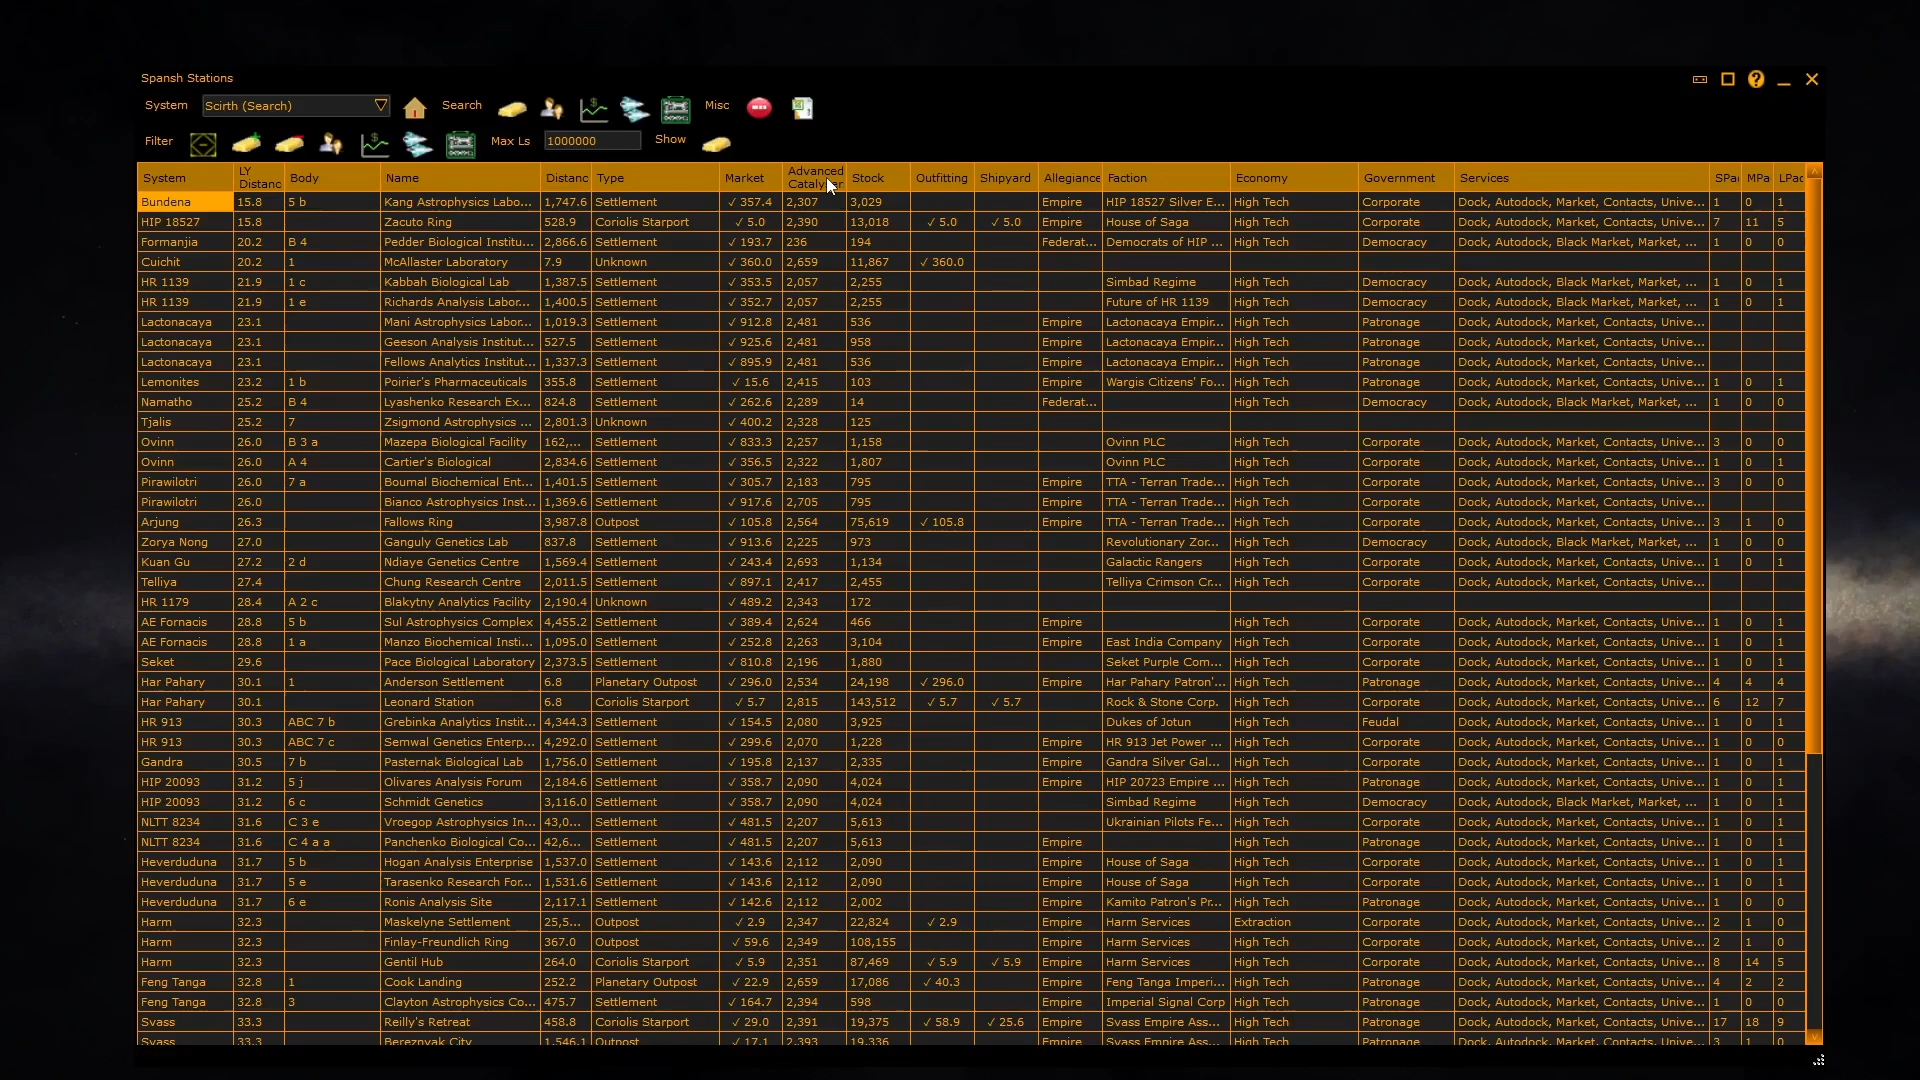 Spansh Stations
System Scirth (Search) Search Misc
Filter Max Ls 1000000 Show
System LY Distanc Body Name Distanc Type Market Advanced Catalyzer Stock Outfitting Shipyard Allegiance Faction Economy Government Services SPa MPa LPac
Bundena 15.8 5 b Kang Astrophysics Labo... 1,747.6 Settlement ✓ 357.4 2,307 3,029 Empire HIP 18527 Silver E... High Tech Corporate Dock, Autodock, Market, Contacts, Unive... 1 0 1
HIP 18527 15.8 Zacuto Ring 528.9 Coriolis Starport ✓ 5.0 2,390 13,018 ✓ 5.0 ✓ 5.0 Empire House of Saga High Tech Corporate Dock, Autodock, Market, Contacts, Unive... 7 11 5
Formanjia 20.2 B 4 Pedder Biological Institu... 2,866.6 Settlement ✓ 193.7 236 194 Federat... Democrats of HIP ... High Tech Democracy Dock, Autodock, Black Market, Market, ... 1 0 1
Cuichit 20.2 1 McAllaster Laboratory 7.9 Unknown ✓ 360.0 2,659 11,867 ✓ 360.0
HR 1139 21.9 1 c Kabbah Biological Lab 1,387.5 Settlement ✓ 353.5 2,057 2,255 Simbad Regime High Tech Democracy Dock, Autodock, Black Market, Market, ... 1 0 1
HR 1139 21.9 1 e Richards Analysis Labor... 1,400.5 Settlement ✓ 352.7 2,057 2,255 Future of HR 1139 High Tech Democracy Dock, Autodock, Black Market, Market, ... 1 0 1
Lactonacaya 23.1 Mani Astrophysics Labor... 1,019.3 Settlement ✓ 912.8 2,481 536 Empire Lactonacaya Empir... High Tech Patronage Dock, Autodock, Market, Contacts, Unive...
Lactonacaya 23.1 Geeson Analysis Institut... 527.5 Settlement ✓ 925.6 2,481 958 Empire Lactonacaya Empir... High Tech Patronage Dock, Autodock, Market, Contacts, Unive...
Lactonacaya 23.1 Fellows Analytics Institut... 1,337.3 Settlement ✓ 895.9 2,481 536 Empire Lactonacaya Empir... High Tech Patronage Dock, Autodock, Market, Contacts, Unive...
Lemonites 23.2 1 b Poirier's Pharmaceuticals 355.8 Settlement ✓ 15.6 2,415 103 Empire Wargis Citizens' Fo... High Tech Patronage Dock, Autodock, Market, Contacts, Unive... 1 0 1
Namatho 25.2 B 4 Lyashenko Research Ex... 824.8 Settlement ✓ 262.6 2,289 14 Federat... High Tech Democracy Dock, Autodock, Black Market, Market, ... 1 0 1
Tjalis 25.2 7 Zsigmond Astrophysics ... 2,801.3 Unknown ✓ 400.2 2,328 125
Ovinn 26.0 B 3 a Mazepa Biological Facility 162,... Settlement ✓ 833.3 2,257 1,158 Ovinn PLC High Tech Corporate Dock, Autodock, Market, Contacts, Unive... 3 0 0
Ovinn 26.0 A 4 Cartier's Biological 2,834.6 Settlement ✓ 356.5 2,322 1,807 Ovinn PLC High Tech Corporate Dock, Autodock, Market, Contacts, Unive... 1 0 1
Pirawilotri 26.0 7 a Boumal Biochemical Ent... 1,401.5 Settlement ✓ 305.7 2,183 795 Empire TTA - Terran Trade... High Tech Corporate Dock, Autodock, Market, Contacts, Unive... 3 0 0
Pirawilotri 26.0 Bianco Astrophysics Inst... 1,369.6 Settlement ✓ 917.6 2,705 795 Empire TTA - Terran Trade... High Tech Corporate Dock, Autodock, Market, Contacts, Unive...
Arjung 26.3 Fallows Ring 3,987.8 Outpost ✓ 105.8 2,564 75,619 ✓ 105.8 Empire TTA - Terran Trade... High Tech Corporate Dock, Autodock, Market, Contacts, Unive... 3 1 0
Zorya Nong 27.0 Ganguly Genetics Lab 837.8 Settlement ✓ 913.6 2,225 973 Revolutionary Zor... High Tech Democracy Dock, Autodock, Black Market, Market, ... 1 0 0
Kuan Gu 27.2 2 d Ndiaye Genetics Centre 1,569.4 Settlement ✓ 243.4 2,693 1,134 Galactic Rangers High Tech Corporate Dock, Autodock, Market, Contacts, Unive... 1 0 1
Telliya 27.4 Chung Research Centre 2,011.5 Settlement ✓ 897.1 2,417 2,455 Telliya Crimson Cr... High Tech Corporate Dock, Autodock, Market, Contacts, Unive...
HR 1179 28.4 A 2 c Blakytny Analytics Facility 2,190.4 Unknown ✓ 489.2 2,343 172
AE Fornacis 28.8 5 b Sul Astrophysics Complex 4,455.2 Settlement ✓ 389.4 2,624 466 Empire High Tech Corporate Dock, Autodock, Market, Contacts, Unive... 1 0 1
AE Fornacis 28.8 1 a Manzo Biochemical Insti... 1,095.0 Settlement ✓ 252.8 2,263 3,104 Empire East India Company High Tech Corporate Dock, Autodock, Market, Contacts, Unive... 1 0 1
Seket 29.6 Pace Biological Laboratory 2,373.5 Settlement ✓ 810.8 2,196 1,880 Seket Purple Com... High Tech Corporate Dock, Autodock, Market, Contacts, Unive... 1 0 0
Har Pahary 30.1 1 Anderson Settlement 6.8 Planetary Outpost ✓ 296.0 2,534 24,198 ✓ 296.0 Empire Har Pahary Patron'... High Tech Patronage Dock, Autodock, Market, Contacts, Unive... 4 4 4
Har Pahary 30.1 Leonard Station 6.8 Coriolis Starport ✓ 5.7 2,815 143,512 ✓ 5.7 ✓ 5.7 Rock & Stone Corp. High Tech Corporate Dock, Autodock, Market, Contacts, Unive... 6 12 7
HR 913 30.3 ABC 7 b Grebinka Analytics Instit... 4,344.3 Settlement ✓ 154.5 2,080 3,925 Dukes of Jotun High Tech Feudal Dock, Autodock, Market, Contacts, Unive... 1 0 1
HR 913 30.3 ABC 7 c Semwal Genetics Enterp... 4,292.0 Settlement ✓ 299.6 2,070 1,228 Empire HR 913 Jet Power ... High Tech Corporate Dock, Autodock, Market, Contacts, Unive... 1 0 0
Gandra 30.5 7 b Pasternak Biological Lab 1,756.0 Settlement ✓ 195.8 2,137 2,335 Empire Gandra Silver Gal... High Tech Corporate Dock, Autodock, Market, Contacts, Unive... 1 0 1
HIP 20093 31.2 5 j Olivares Analysis Forum 2,184.6 Settlement ✓ 358.7 2,090 4,024 Empire HIP 20723 Empire ... High Tech Patronage Dock, Autodock, Market, Contacts, Unive... 1 0 1
HIP 20093 31.2 6 c Schmidt Genetics 3,116.0 Settlement ✓ 358.7 2,090 4,024 Simbad Regime High Tech Democracy Dock, Autodock, Black Market, Market, ... 1 0 1
NLTT 8234 31.6 C 3 e Vroegop Astrophysics In... 43,0... Settlement ✓ 481.5 2,207 5,613 Ukrainian Pilots Fe... High Tech Corporate Dock, Autodock, Market, Contacts, Unive... 1 0 1
NLTT 8234 31.6 C 4 a a Panchenko Biological Co... 42,6... Settlement ✓ 481.5 2,207 5,613 Empire High Tech Patronage Dock, Autodock, Market, Contacts, Unive... 1 0 1
Heverduduna 31.7 5 b Hogan Analysis Enterprise 1,537.0 Settlement ✓ 143.6 2,112 2,090 Empire House of Saga High Tech Corporate Dock, Autodock, Market, Contacts, Unive... 1 0 1
Heverduduna 31.7 5 e Tarasenko Research For... 1,531.6 Settlement ✓ 143.6 2,112 2,090 Empire House of Saga High Tech Corporate Dock, Autodock, Market, Contacts, Unive... 1 0 1
Heverduduna 31.7 6 e Ronis Analysis Site 2,117.1 Settlement ✓ 142.6 2,112 2,002 Empire Kamito Patron's Pr... High Tech Patronage Dock, Autodock, Market, Contacts, Unive... 1 0 0
Harm 32.3 Maskelyne Settlement 25,5... Outpost ✓ 2.9 2,347 22,824 ✓ 2.9 Empire Harm Services Extraction Corporate Dock, Autodock, Market, Contacts, Unive... 2 1 0
Harm 32.3 Finlay-Freundlich Ring 367.0 Outpost ✓ 59.6 2,349 108,155 Empire Harm Services High Tech Corporate Dock, Autodock, Market, Contacts, Unive... 2 1 0
Harm 32.3 Gentil Hub 264.0 Coriolis Starport ✓ 5.9 2,351 87,469 ✓ 5.9 ✓ 5.9 Empire Harm Services High Tech Corporate Dock, Autodock, Market, Contacts, Unive... 8 14 5
Feng Tanga 32.8 1 Cook Landing 252.2 Planetary Outpost ✓ 22.9 2,659 17,086 ✓ 40.3 Empire Feng Tanga Imperi... High Tech Patronage Dock, Autodock, Market, Contacts, Unive... 4 2 2
Feng Tanga 32.8 3 Clayton Astrophysics Co... 475.7 Settlement ✓ 164.7 2,394 598 Empire Imperial Signal Corp High Tech Patronage Dock, Autodock, Market, Contacts, Unive... 1 0 0
Svass 33.3 Reilly's Retreat 458.8 Coriolis Starport ✓ 29.0 2,391 19,375 ✓ 58.9 ✓ 25.6 Empire Svass Empire Ass... High Tech Patronage Dock, Autodock, Market, Contacts, Unive... 17 18 9
Svass 33.3 Bereznyak City 1,546.1 Outpost ✓ 17.1 2,393 19,336 Empire Svass Empire Ass... High Tech Patronage Dock, Autodock, Market, Contacts, Unive... 3 1 0